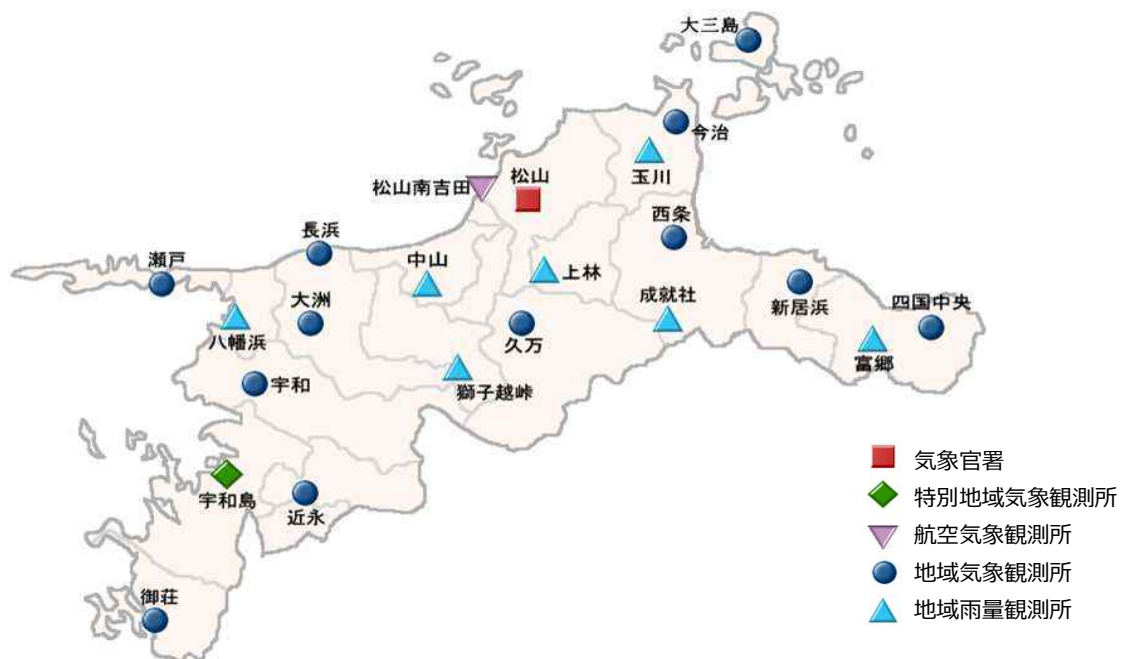 大三島
今治
玉川
松山
松山南吉田
西条
長浜
中山
瀬戸
上林
大洲
成就社
新居浜
四国中央
八幡浜
久万
富郷
宇和
獅子越峠
宇和島
近永
御荘
気象官署
特別地域気象観測所
航空気象観測所
地域気象観測所
地域雨量観測所